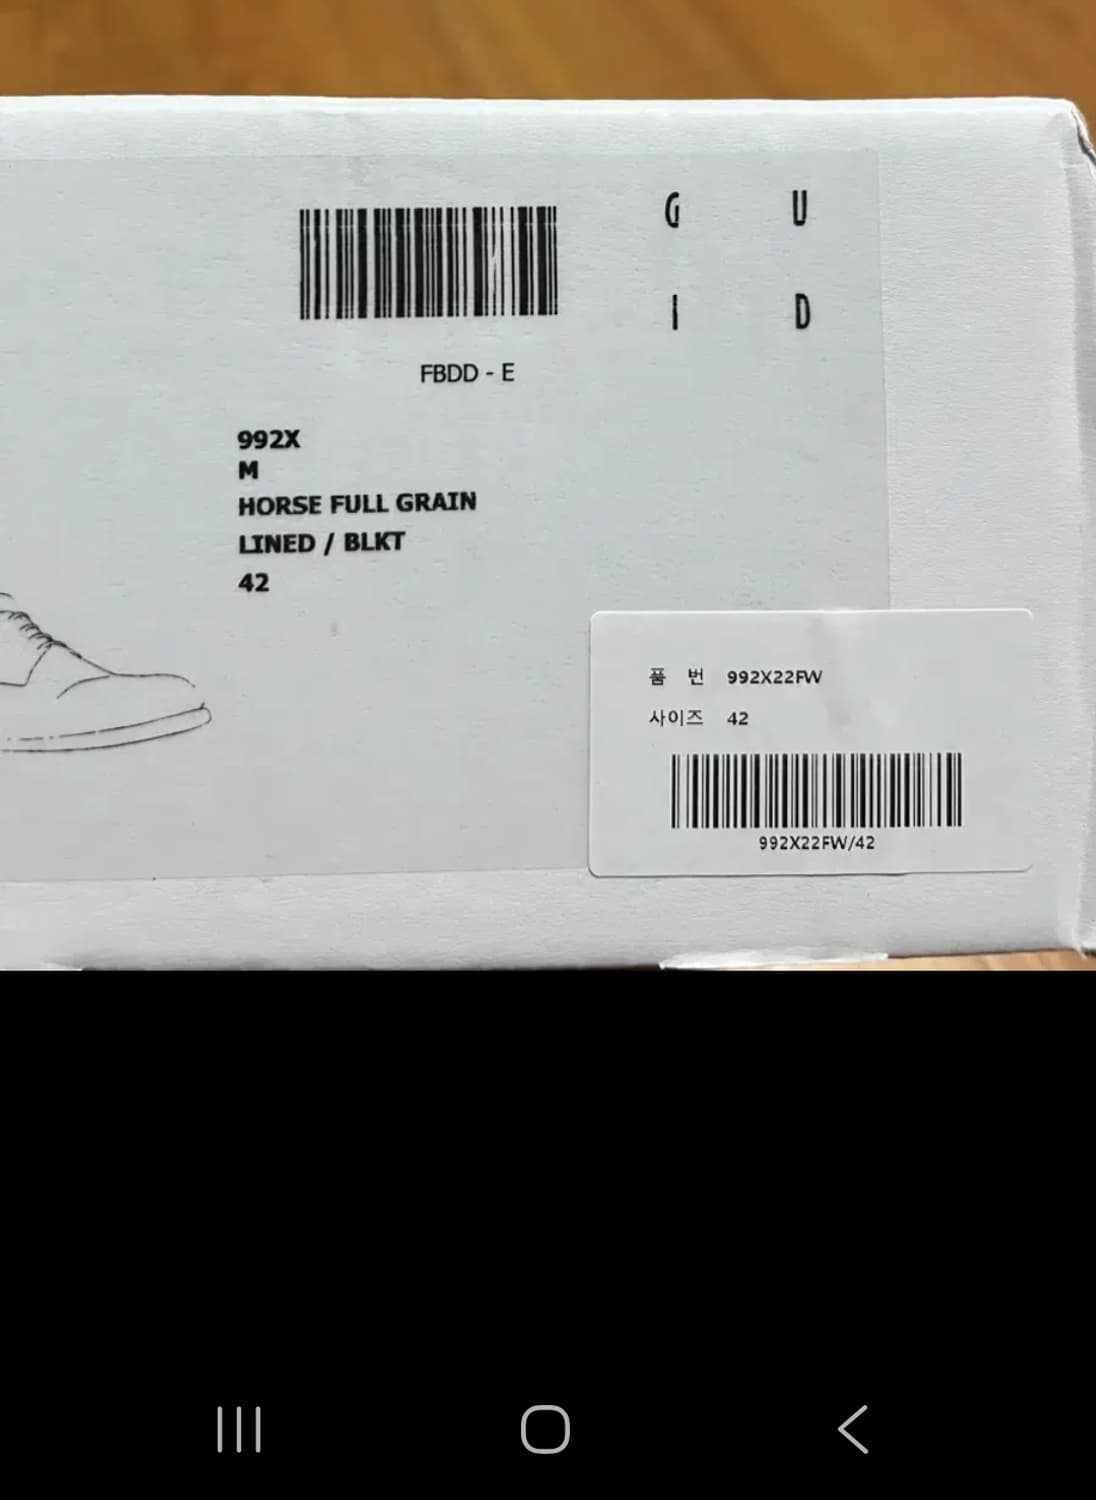 G U
I D
FBDD - E
992X
M
HORSE FULL GRAIN
LINED / BLKT
42
품 번 992X22FW
사이즈 42
992X22FW/42